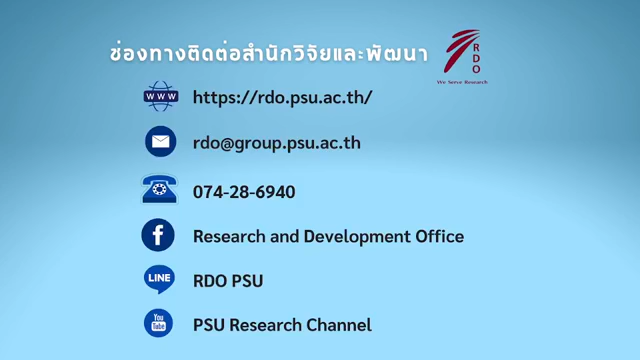 ช่องทางติดต่อสำนักวิจัยและพัฒนา
RDO
We Serve Research
WWW
https://rdo.psu.ac.th/
rdo@group.psu.ac.th
074-28-6940
f
Research and Development Office
LINE
RDO PSU
You
Tube
PSU Research Channel